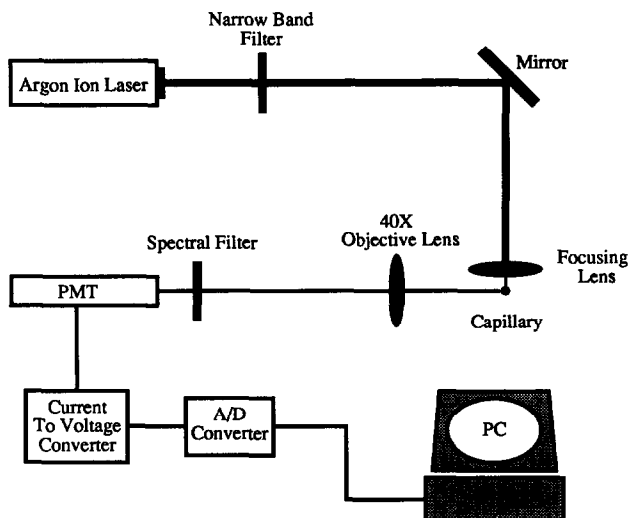 Narrow Band
Filter
Argon Ion Laser
Mirror
40X
Objective Lens
Spectral Filter
Focusing
Lens
PMT
Capillary
Current
To Voltage
Converter
A/D
Converter
PC